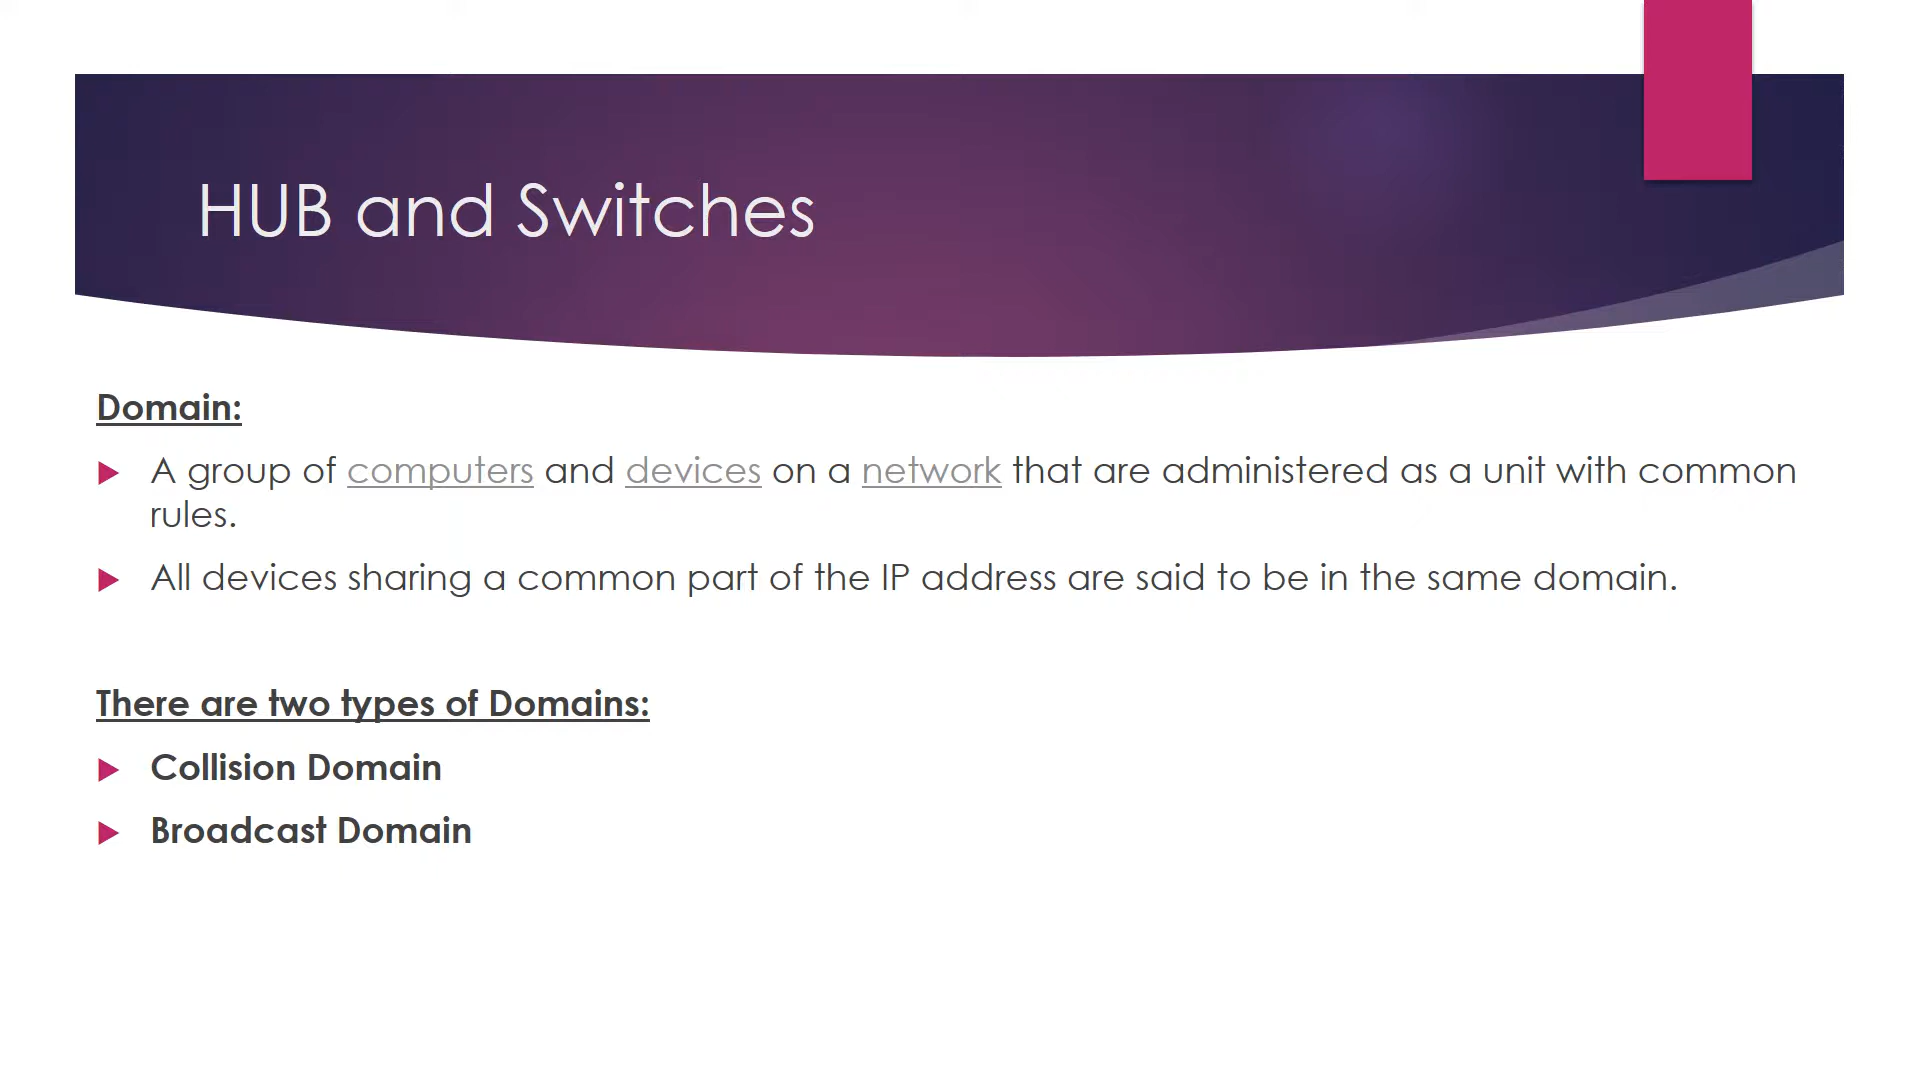 HUB and Switches
Domain:
A group of computers and devices on a network that are administered as a unit with common
rules.
All devices sharing a common part of the IP address are said to be in the same domain.
There are two types of Domains:
Collision Domain
Broadcast Domain